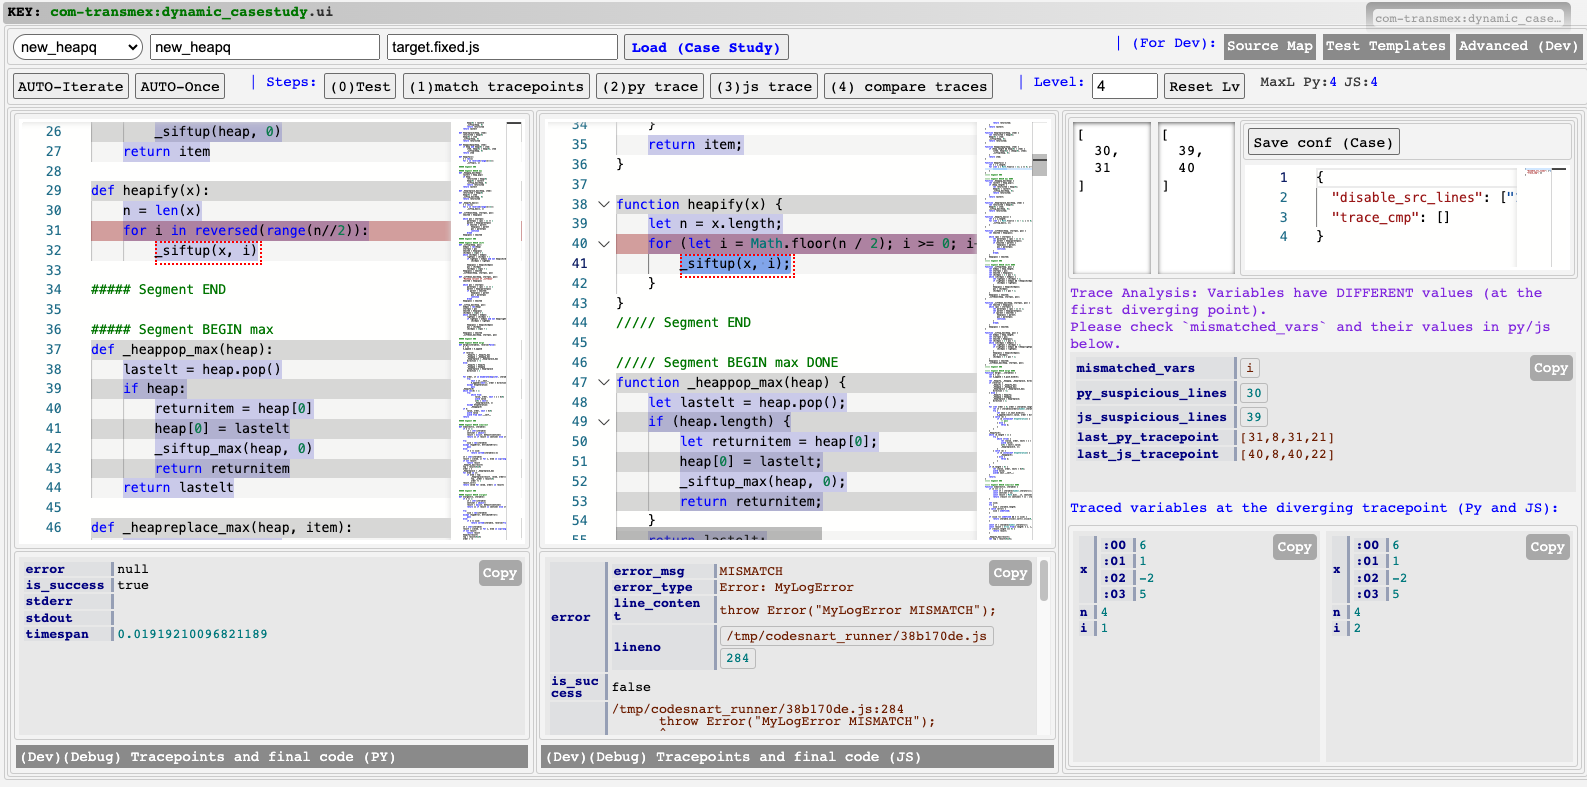 KEY: com-transmex:dynamic_casestudy.ui
com-transmex:dynamic_case…
new_heapq new_heapq target.fixed.js Load (Case Study) | (For Dev): Source Map Test Templates Advanced (Dev)
AUTO-Iterate AUTO-Once | Steps: (0)Test (1)match tracepoints (2)py trace (3)js trace (4) compare traces | Level: 4 Reset Lv MaxL Py:4 JS:4
26 _siftup(heap, 0)
27 return item
28
29 def heapify(x):
30 n = len(x)
31 for i in reversed(range(n//2)):
32 _siftup(x, i)
33
34 ##### Segment END
35
36 ##### Segment BEGIN max
37 def _heappop_max(heap):
38 lastelt = heap.pop()
39 if heap:
40 returnitem = heap[0]
41 heap[0] = lastelt
42 _siftup_max(heap, 0)
43 return returnitem
44 return lastelt
45
46 def _heapreplace_max(heap, item):
34 }
35 return item;
36 }
37
38 function heapify(x) {
39 let n = x.length;
40 for (let i = Math.floor(n / 2); i >= 0; i-
41 _siftup(x, i);
42 }
43 }
44 ///// Segment END
45
46 ///// Segment BEGIN max DONE
47 function _heappop_max(heap) {
48 let lastelt = heap.pop();
49 if (heap.length) {
50 let returnitem = heap[0];
51 heap[0] = lastelt;
52 _siftup_max(heap, 0);
53 return returnitem;
54 }
55 return lastelt;
[
30,
31
]
[
39,
40
]
Save conf (Case)
1 {
2 "disable_src_lines": ["
3 "trace_cmp": []
4 }
Trace Analysis: Variables have DIFFERENT values (at the
first diverging point).
Please check `mismatched_vars` and their values in py/js
below.
Copy
mismatched_vars i
py_suspicious_lines 30
js_suspicious_lines 39
last_py_tracepoint [31,8,31,21]
last_js_tracepoint [40,8,40,22]
Traced variables at the diverging tracepoint (Py and JS):
Copy
x
:00 6
:01 1
:02 -2
:03 5
n 4
i 1
Copy
x
:00 6
:01 1
:02 -2
:03 5
n 4
i 2
Copy
error null
is_success true
stderr
stdout
timespan 0.01919210096821189
Copy
error
error_msg MISMATCH
error_type Error: MyLogError
line_content throw Error("MyLogError MISMATCH");
lineno /tmp/codesnart_runner/38b170de.js
284
is_success false
/tmp/codesnart_runner/38b170de.js:284
throw Error("MyLogError MISMATCH");
^
(Dev)(Debug) Tracepoints and final code (PY)
(Dev)(Debug) Tracepoints and final code (JS)